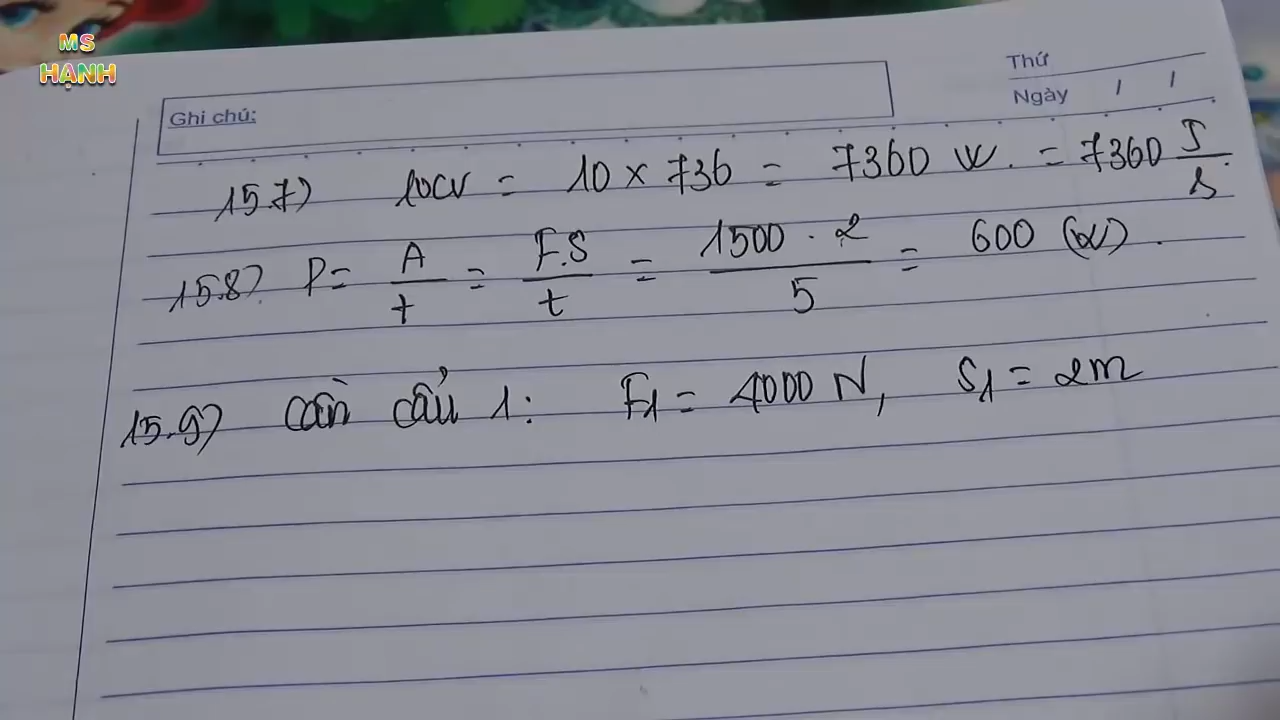 MS
HẠNH
Thứ
Ghi chú:
Ngày / /
15.7) 10CV = 10 × 736 = 7360 W. = 7360 J/s
15.8) P = A/t = F.S/t = 1500 . 2/5 = 600 (W).
15.9) Cần cẩu 1: F1 = 4000 N, S1 = 2m